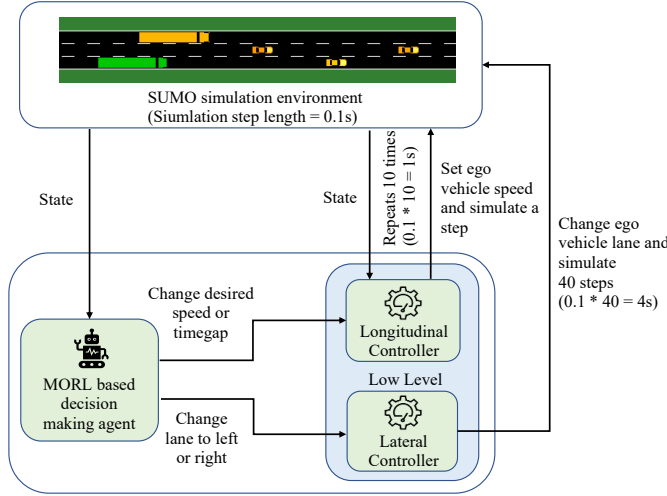 SUMO simulation environment
(Siumlation step length = 0.1s)
State
State
Repeats 10 times
(0.1 * 10 = 1s)
Set ego
vehicle speed
and simulate a
step
Change ego
vehicle lane and
simulate
40 steps
(0.1 * 40 = 4s)
Change desired
speed or
timegap
MORL based
decision
making agent
Change
lane to left
or right
Longitudinal
Controller
Low Level
Lateral
Controller